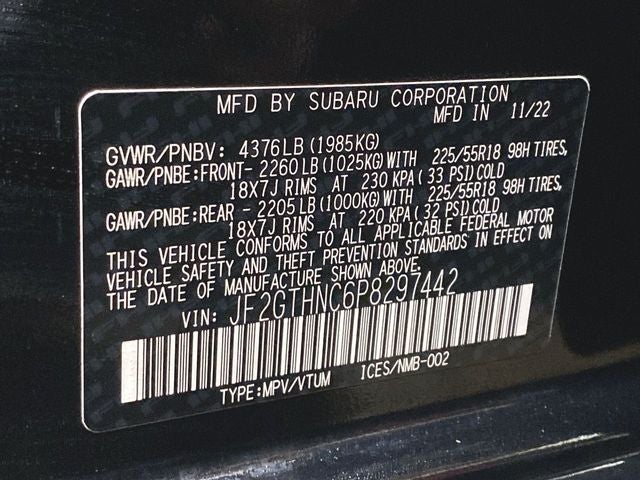 MFD BY SUBARU CORPORATION
MFD IN 11/22
GVWR/PNBV: 4376LB (1985KG)
GAWR/PNBE:FRONT- 2260 LB (1025KG) WITH 225/55R18 98H TIRES,
18X7J RIMS AT 230 KPA ( 33 PSI) COLD
GAWR/PNBE:REAR - 2205 LB (1000KG) WITH 225/55R18 98H TIRES,
18X7J RIMS AT 220 KPA ( 32 PSI) COLD
THIS VEHICLE CONFORMS TO ALL APPLICABLE FEDERAL MOTOR
VEHICLE SAFETY AND THEFT PREVENTION STANDARDS IN EFFECT ON
THE DATE OF MANUFACTURE SHOWN ABOVE.
VIN: JF2GTHNC6P8297442
TYPE:MPV/VTUM ICES/NMB-002